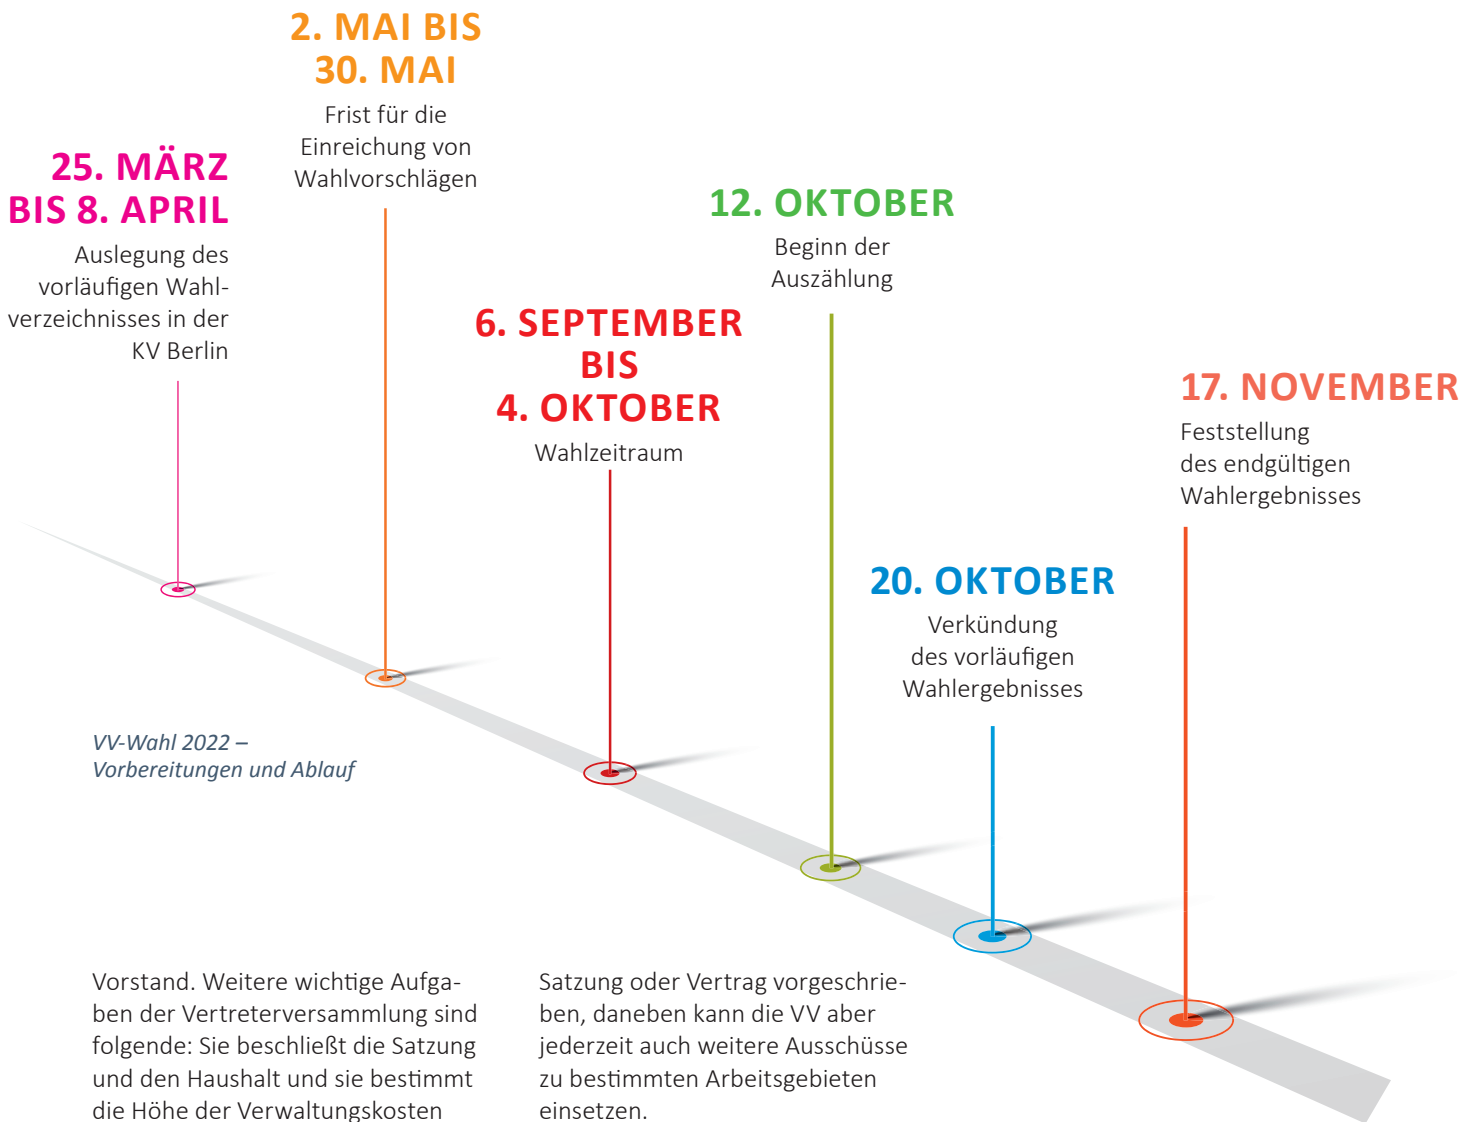 25. MÄRZ
BIS 8. APRIL
Auslegung des
vorläufigen Wahl-
verzeichnisses in der
KV Berlin
2. MAI BIS
30. MAI
Frist für die
Einreichung von
Wahlvorschlägen
6. SEPTEMBER
BIS
4. OKTOBER
Wahlzeitraum
12. OKTOBER
Beginn der
Auszählung
20. OKTOBER
Verkündung
des vorläufigen
Wahlergebnisses
17. NOVEMBER
Feststellung
des endgültigen
Wahlergebnisses
VV-Wahl 2022 –
Vorbereitungen und Ablauf
Vorstand. Weitere wichtige Aufga-
ben der Vertreterversammlung sind
folgende: Sie beschließt die Satzung
und den Haushalt und sie bestimmt
die Höhe der Verwaltungskosten
Satzung oder Vertrag vorgeschrie-
ben, daneben kann die VV aber
jederzeit auch weitere Ausschüsse
zu bestimmten Arbeitsgebieten
einsetzen.